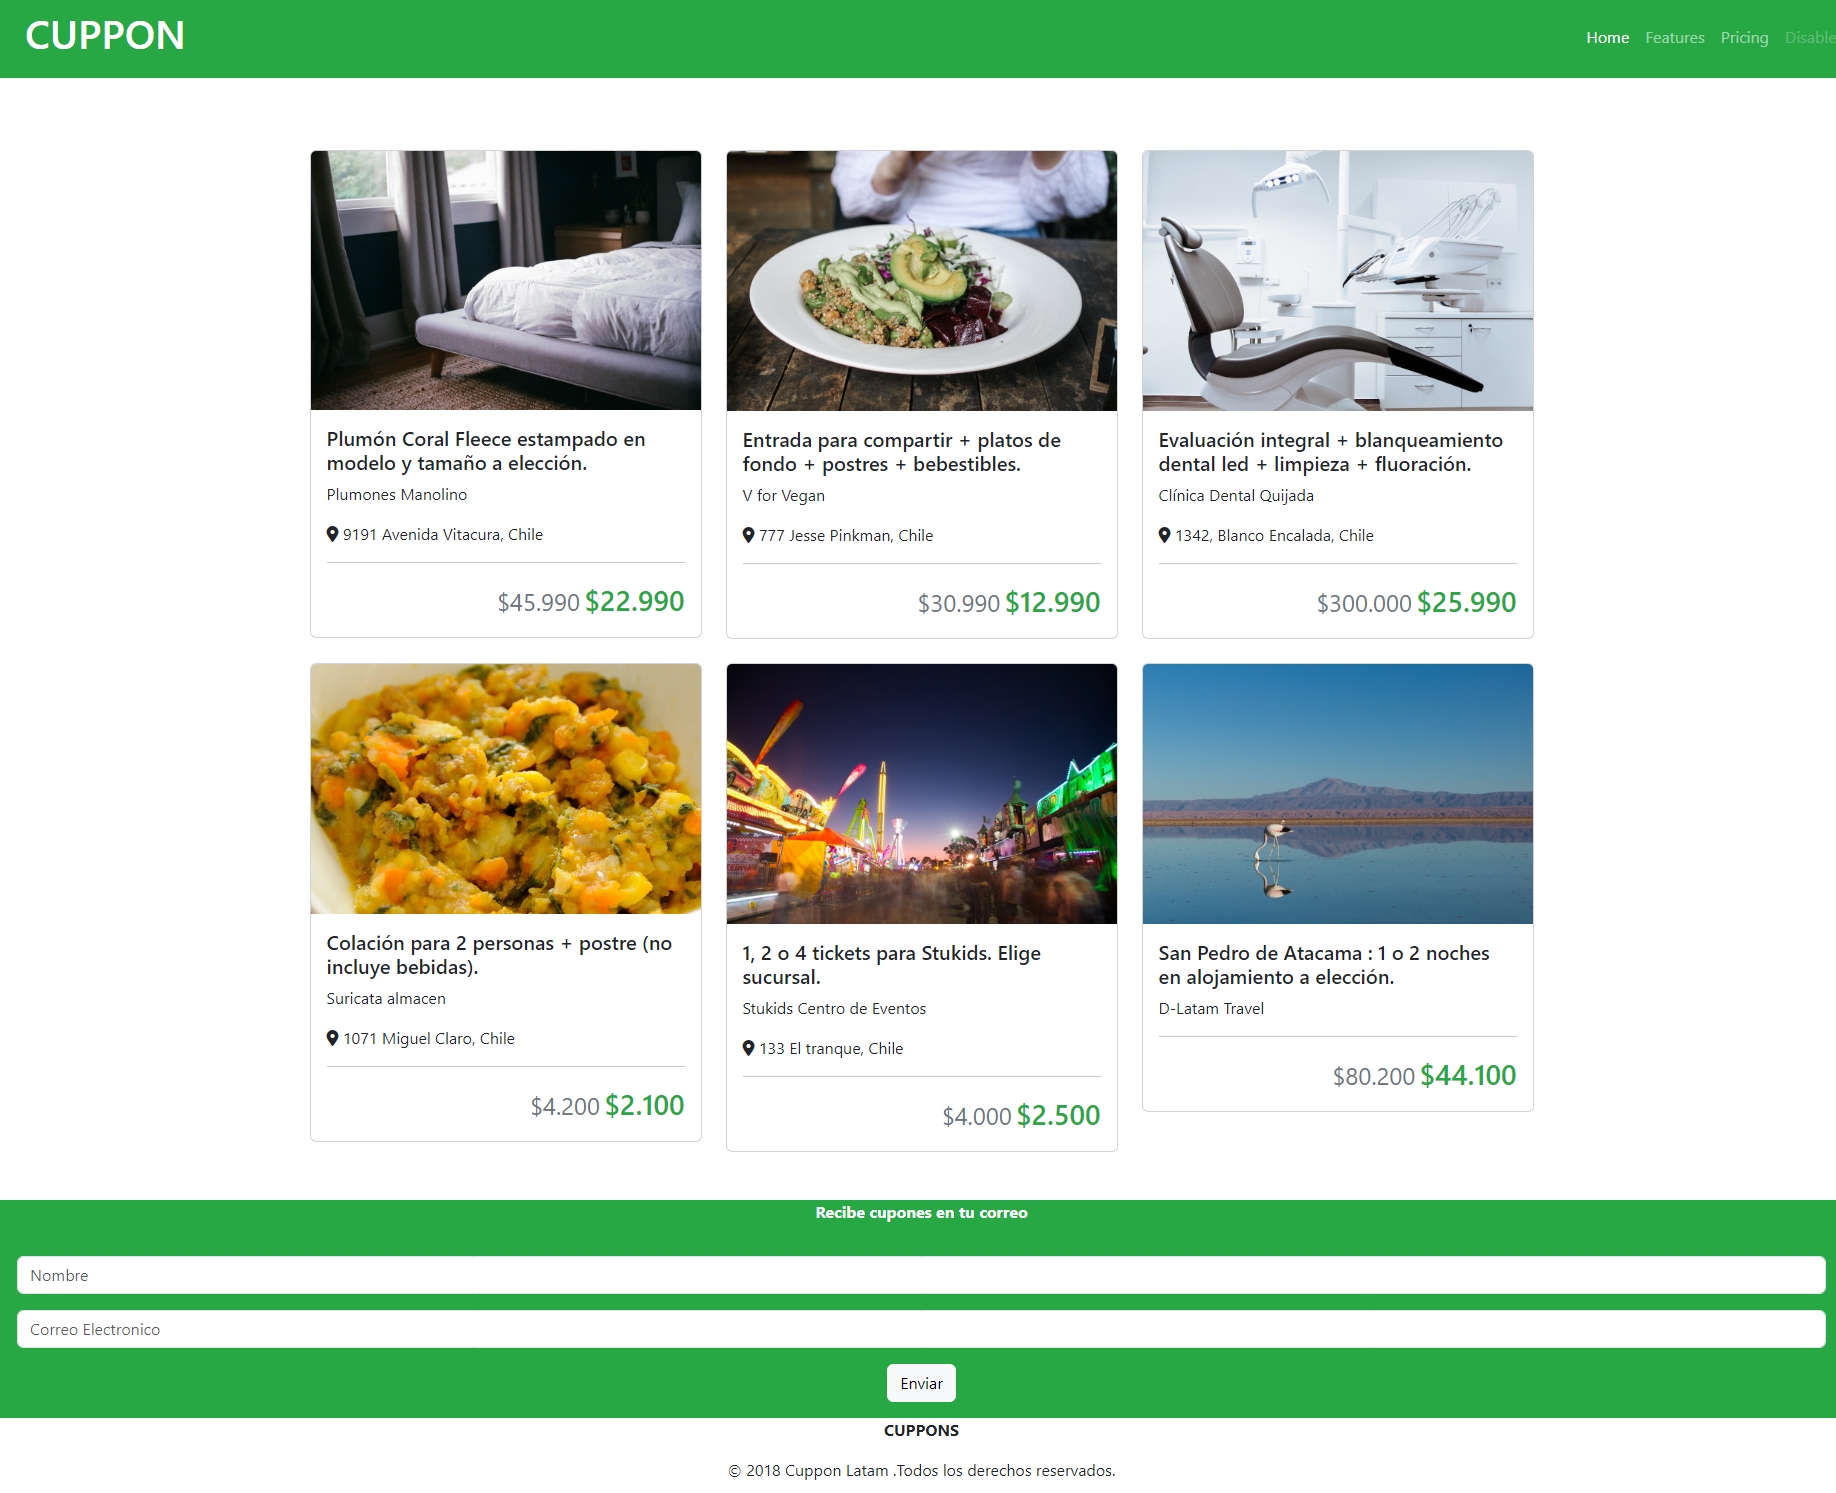 CUPPON
Home Features Pricing Disable
Plumón Coral Fleece estampado en
modelo y tamaño a elección.
Plumones Manolino
9191 Avenida Vitacura, Chile
$45.990 $22.990
Entrada para compartir + platos de
fondo + postres + bebestibles.
V for Vegan
777 Jesse Pinkman, Chile
$30.990 $12.990
Evaluación integral + blanqueamiento
dental led + limpieza + fluoración.
Clínica Dental Quijada
1342, Blanco Encalada, Chile
$300.000 $25.990
Colación para 2 personas + postre (no
incluye bebidas).
Suricata almacen
1071 Miguel Claro, Chile
$4.200 $2.100
1, 2 o 4 tickets para Stukids. Elige
sucursal.
Stukids Centro de Eventos
133 El tranque, Chile
$4.000 $2.500
San Pedro de Atacama : 1 o 2 noches
en alojamiento a elección.
D-Latam Travel
$80.200 $44.100
Recibe cupones en tu correo
Nombre
Correo Electronico
Enviar
CUPPONS
© 2018 Cuppon Latam .Todos los derechos reservados.